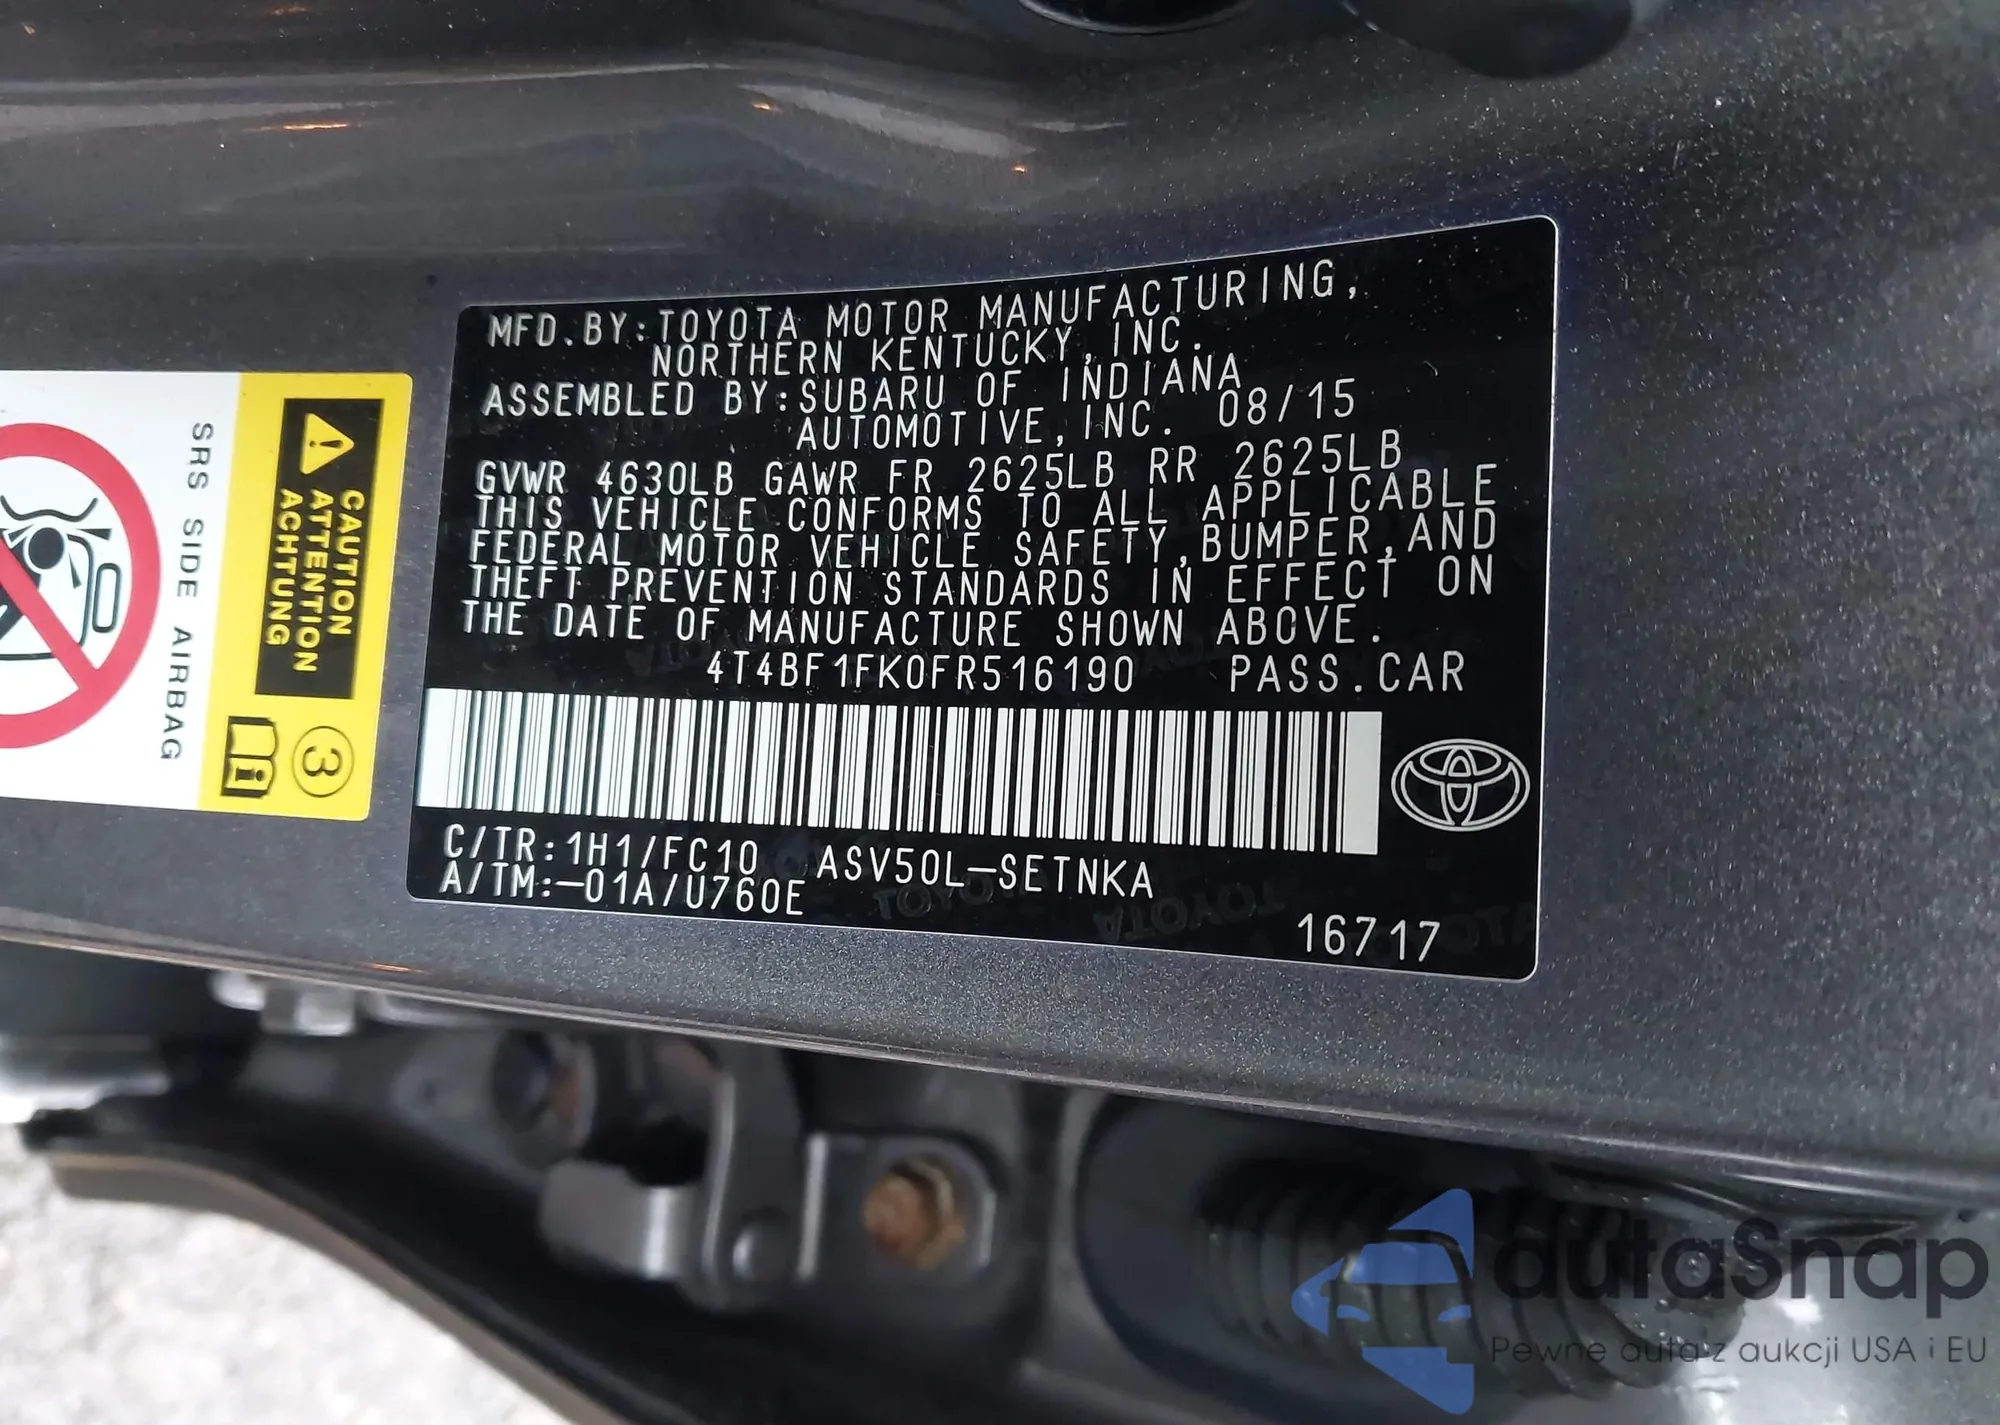 MFD.BY:TOYOTA MOTOR MANUFACTURING,
NORTHERN KENTUCKY,INC.
ASSEMBLED BY:SUBARU OF INDIANA
AUTOMOTIVE,INC. 08/15
GVWR 4630LB GAWR FR 2625LB RR 2625LB
THIS VEHICLE CONFORMS TO ALL APPLICABLE
FEDERAL MOTOR VEHICLE SAFETY,BUMPER,AND
THEFT PREVENTION STANDARDS IN EFFECT ON
THE DATE OF MANUFACTURE SHOWN ABOVE.
4T4BF1FK0FR516190 PASS.CAR
C/TR:1H1/FC10 ASV50L-SETNKA
A/TM:-01A/U760E
16717
CAUTION
ATTENTION
ACHTUNG
3
SRS SIDE AIRBAG
autaSnap
Pewne auta z aukcji USA i EU